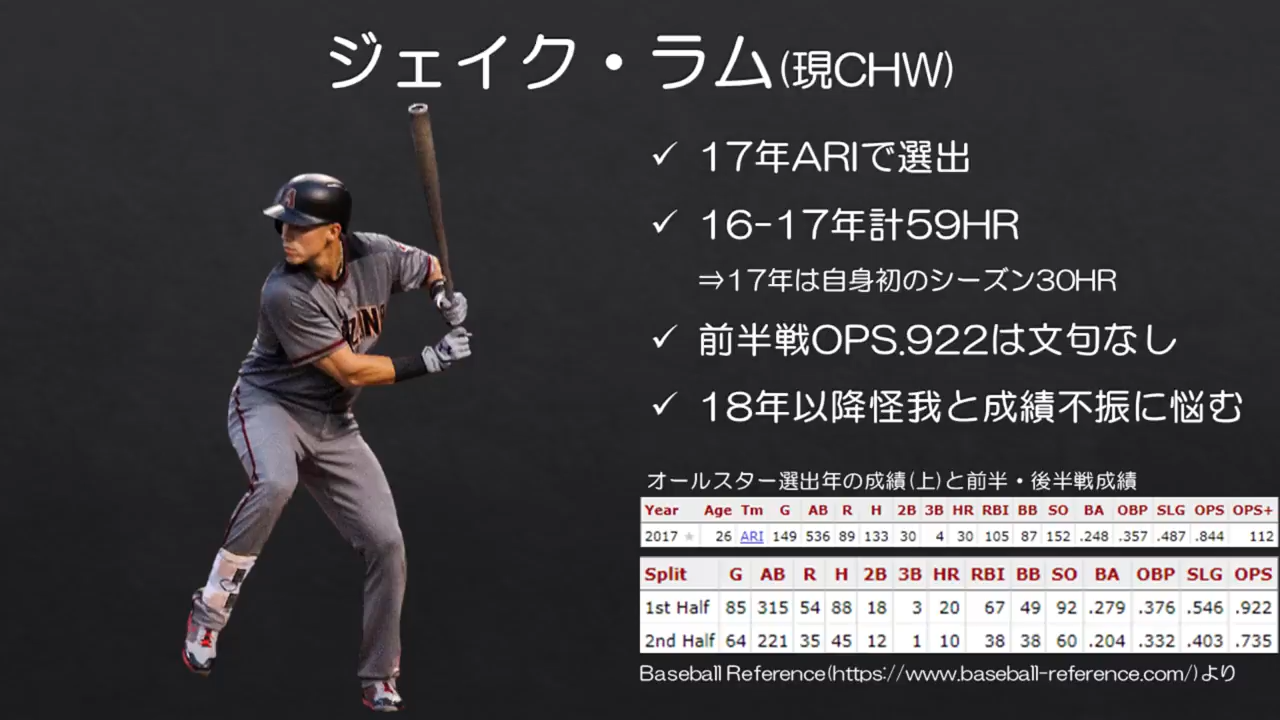 ジェイク・ラム(現CHW)
✓ 17年ARIで選出
✓ 16-17年計59HR
⇒17年は自身初のシーズン30HR
✓ 前半戦OPS.922は文句なし
✓ 18年以降怪我と成績不振に悩む
オールスター選出年の成績(上)と前半・後半戦成績
Year Age Tm G AB R H 2B 3B HR RBI BB SO BA OBP SLG OPS OPS+
2017 ★ 26 ARI 149 536 89 133 30 4 30 105 87 152 .248 .357 .487 .844 112
Split G AB R H 2B 3B HR RBI BB SO BA OBP SLG OPS
1st Half 85 315 54 88 18 3 20 67 49 92 .279 .376 .546 .922
2nd Half 64 221 35 45 12 1 10 38 38 60 .204 .332 .403 .735
Baseball Reference(https://www.baseball-reference.com/)より